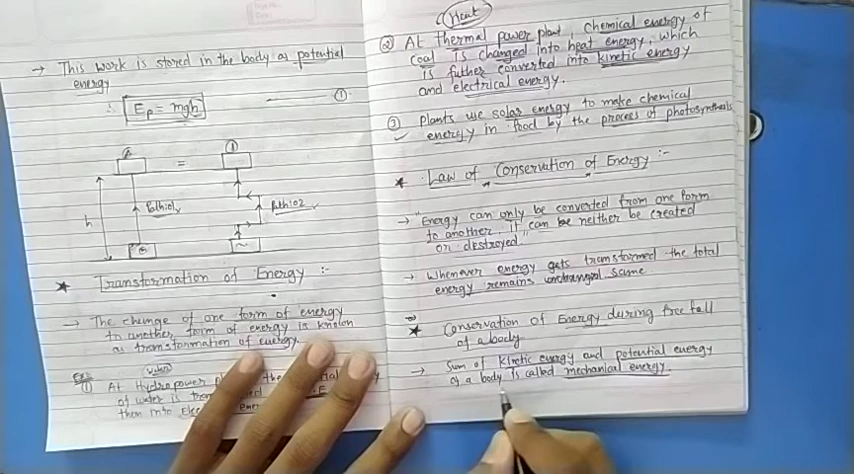 → This work is stored in the body as potential
energy
∴ Ep = mgh ——— ①
=
①
h
Path 1
Path 2
★ Transformation of Energy :-
→ The change of one form of energy
to another form of energy is known
as transformation of energy.
Ex:-
(Water)
① At Hydropower
of water is
them into
(Heat)
② At thermal power plant, chemical energy of
coal is changed into heat energy, which
is futher converted into kinetic energy
and electrical energy.
③ Plants use solar energy to make chemical
energy in food by the process of photosynthesis
★ Law of Conservation of Energy :-
→ "Energy can only be converted from one form
to another. it can be neither be created
or destroyed"
→ Whenever energy gets transformed the total
energy remains unchanged same
★ Conservation of Energy during free fall
of a body
→ Sum of kinetic energy and potential energy
of a body is called mechanical energy.